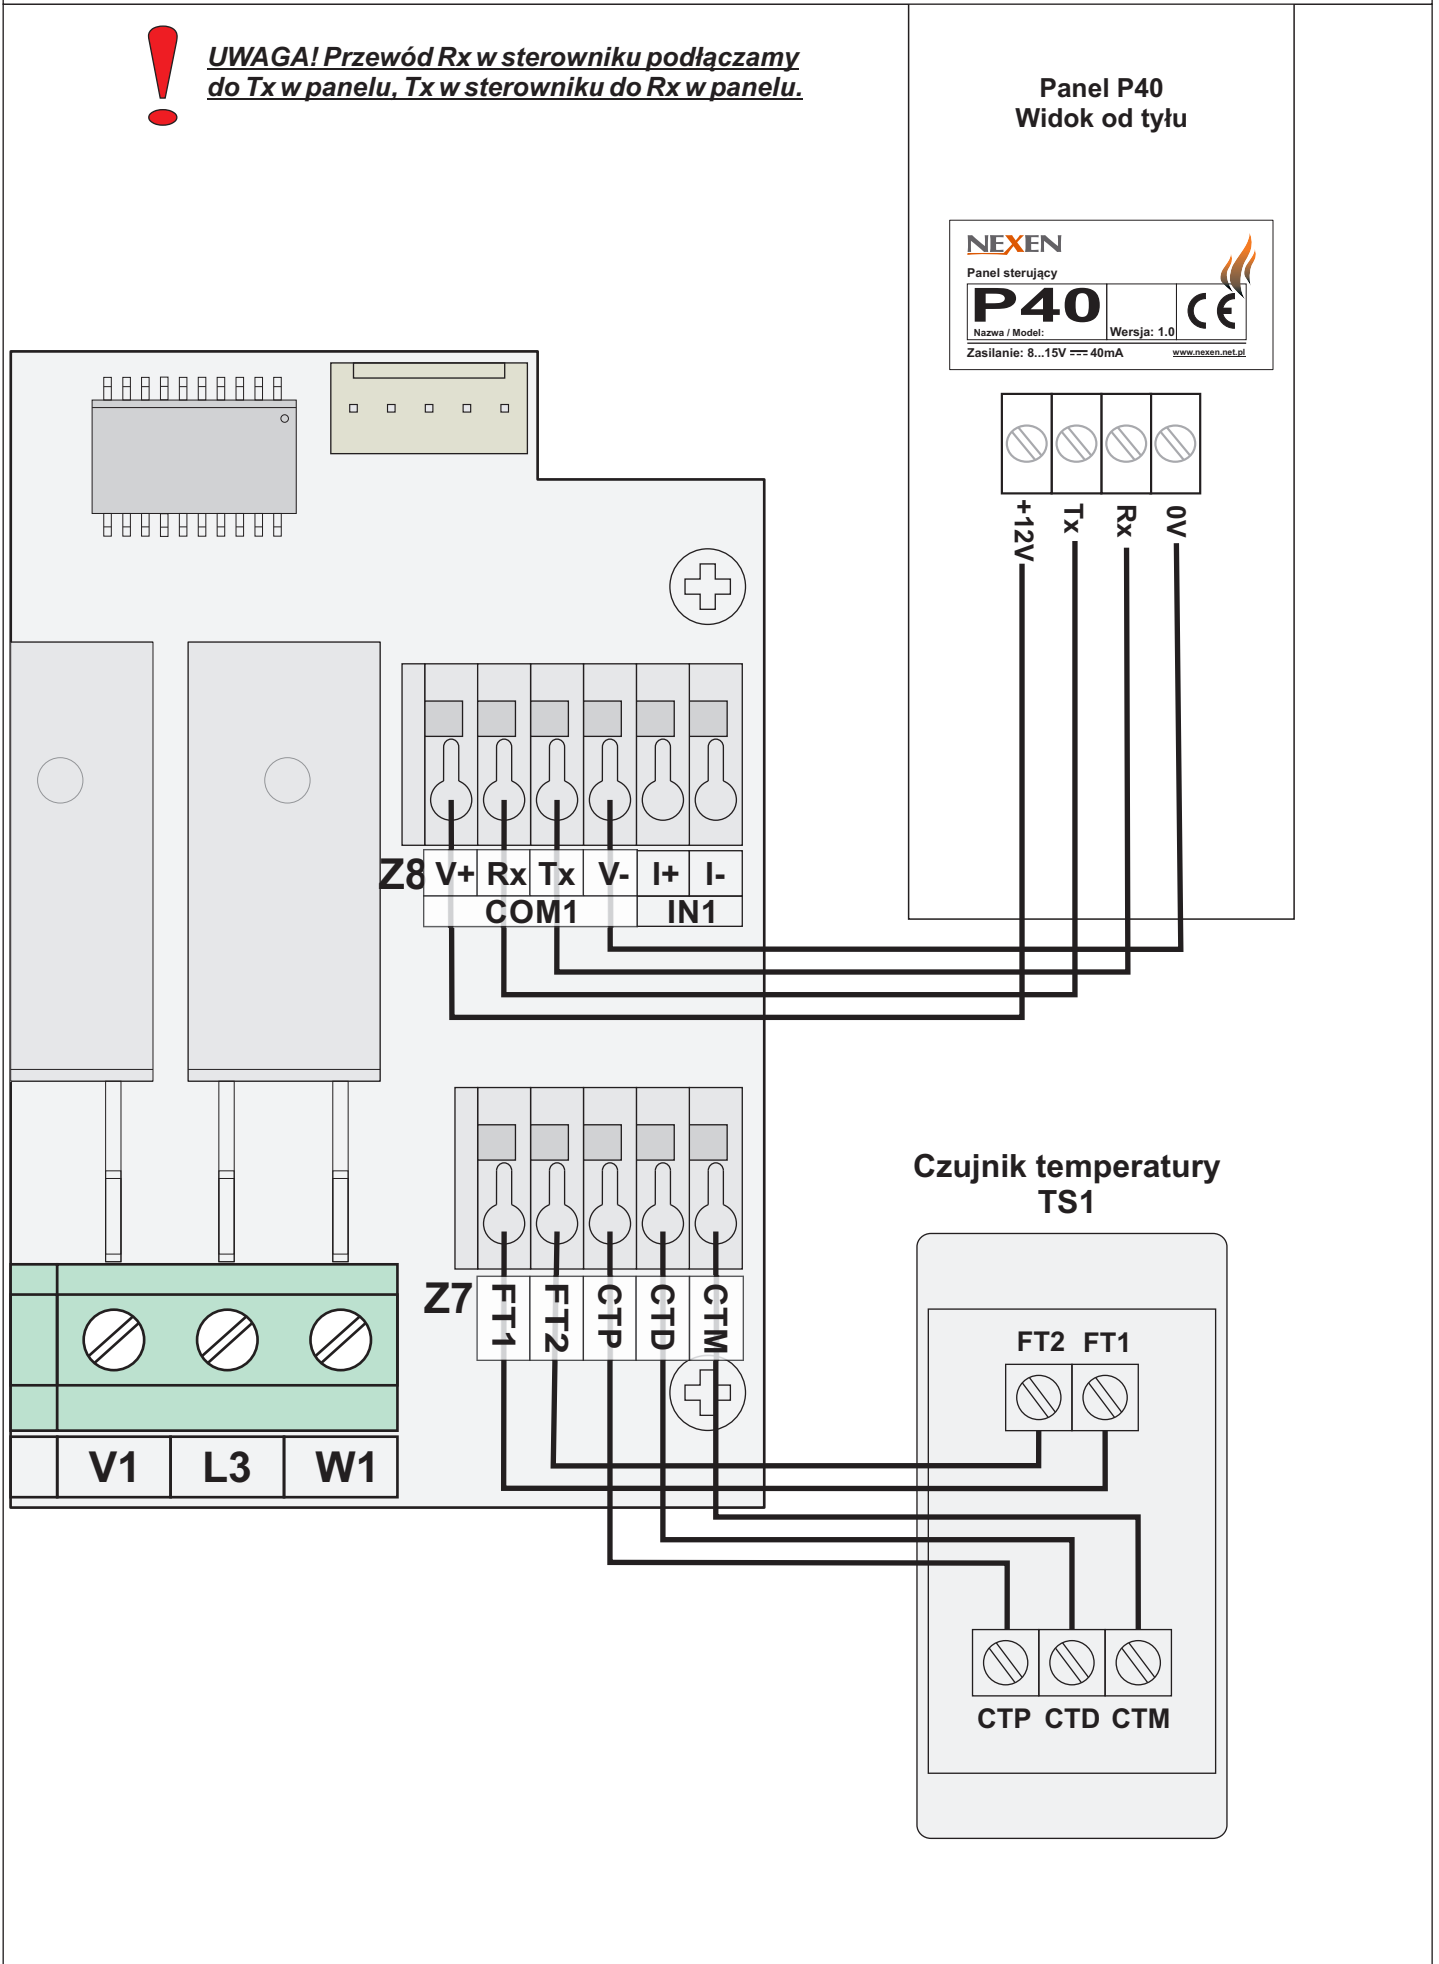 UWAGA! Przewód Rx w sterowniku podłączamy
do Tx w panelu, Tx w sterowniku do Rx w panelu.
Panel P40
Widok od tyłu
NEXEN
Panel sterujący
P40
Nazwa / Model:
Wersja: 1.0
CE
Zasilanie: 8...15V 40mA
www.nexen.net.pl
+12V
Tx
Rx
0V
Z8
V+ Rx Tx V- I+ I-
COM1 IN1
Czujnik temperatury
TS1
Z7
FT1
FT2
CTP
CTD
CTM
FT2 FT1
V1 L3 W1
CTP CTD CTM